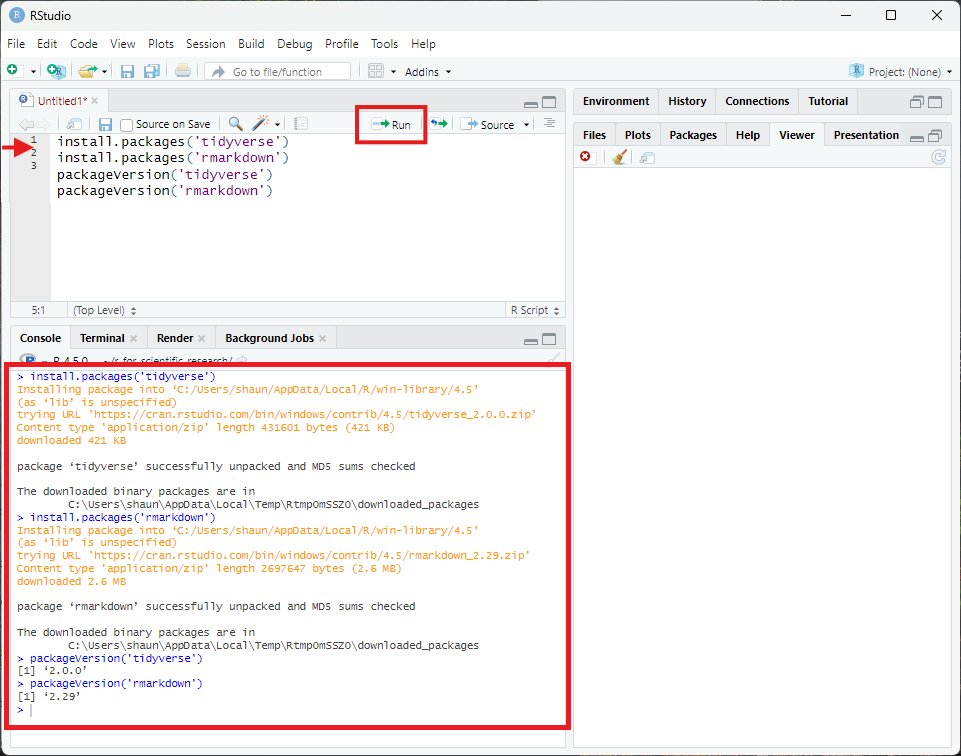 RStudio
File Edit Code View Plots Session Build Debug Profile Tools Help
Go to file/function Addins Project: (None)
Untitled1*
Source on Save Run Source
1 install.packages('tidyverse')
2 install.packages('rmarkdown')
3 packageVersion('tidyverse')
packageVersion('rmarkdown')
5:1 (Top Level) R Script
Console Terminal Render Background Jobs
R 4.5.0 · ~/r_for_scientific_research/
> install.packages('tidyverse')
Installing package into ‘C:/Users/shaun/AppData/Local/R/win-library/4.5’
(as ‘lib’ is unspecified)
trying URL 'https://cran.rstudio.com/bin/windows/contrib/4.5/tidyverse_2.0.0.zip'
Content type 'application/zip' length 431601 bytes (421 KB)
downloaded 421 KB
package ‘tidyverse’ successfully unpacked and MD5 sums checked
The downloaded binary packages are in
C:\Users\shaun\AppData\Local\Temp\RtmpOmSSZO\downloaded_packages
> install.packages('rmarkdown')
Installing package into ‘C:/Users/shaun/AppData/Local/R/win-library/4.5’
(as ‘lib’ is unspecified)
trying URL 'https://cran.rstudio.com/bin/windows/contrib/4.5/rmarkdown_2.29.zip'
Content type 'application/zip' length 2697647 bytes (2.6 MB)
downloaded 2.6 MB
package ‘rmarkdown’ successfully unpacked and MD5 sums checked
The downloaded binary packages are in
C:\Users\shaun\AppData\Local\Temp\RtmpOmSSZO\downloaded_packages
> packageVersion('tidyverse')
[1] ‘2.0.0’
> packageVersion('rmarkdown')
[1] ‘2.29’
>
Environment History Connections Tutorial
Files Plots Packages Help Viewer Presentation